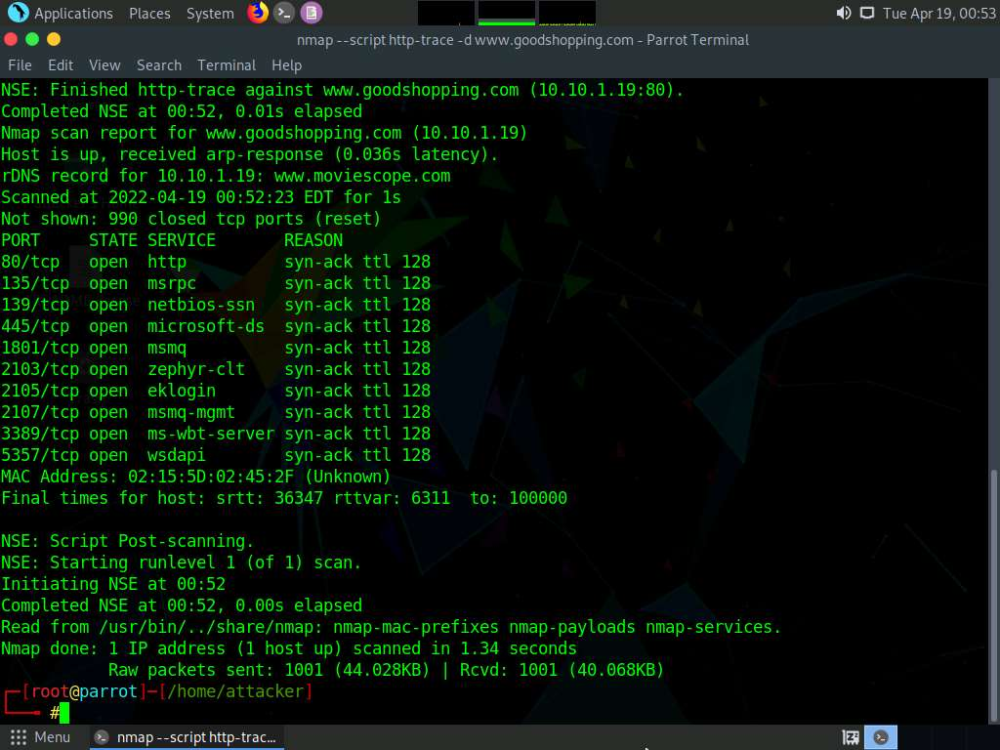 Applications Places System Tue Apr 19, 00:53
nmap --script http-trace -d www.goodshopping.com - Parrot Terminal
File Edit View Search Terminal Help
NSE: Finished http-trace against www.goodshopping.com (10.10.1.19:80).
Completed NSE at 00:52, 0.01s elapsed
Nmap scan report for www.goodshopping.com (10.10.1.19)
Host is up, received arp-response (0.036s latency).
rDNS record for 10.10.1.19: www.moviescope.com
Scanned at 2022-04-19 00:52:23 EDT for 1s
Not shown: 990 closed tcp ports (reset)
PORT     STATE SERVICE       REASON
80/tcp   open  http          syn-ack ttl 128
135/tcp  open  msrpc         syn-ack ttl 128
139/tcp  open  netbios-ssn   syn-ack ttl 128
445/tcp  open  microsoft-ds  syn-ack ttl 128
1801/tcp open  msmq          syn-ack ttl 128
2103/tcp open  zephyr-clt    syn-ack ttl 128
2105/tcp open  eklogin       syn-ack ttl 128
2107/tcp open  msmq-mgmt     syn-ack ttl 128
3389/tcp open  ms-wbt-server syn-ack ttl 128
5357/tcp open  wsdapi        syn-ack ttl 128
MAC Address: 02:15:5D:02:45:2F (Unknown)
Final times for host: srtt: 36347 rttvar: 6311  to: 100000
NSE: Script Post-scanning.
NSE: Starting runlevel 1 (of 1) scan.
Initiating NSE at 00:52
Completed NSE at 00:52, 0.00s elapsed
Read from /usr/bin/../share/nmap: nmap-mac-prefixes nmap-payloads nmap-services.
Nmap done: 1 IP address (1 host up) scanned in 1.34 seconds
           Raw packets sent: 1001 (44.028KB) | Rcvd: 1001 (40.068KB)
┌─[root@parrot]─[/home/attacker]
└──╼ #
Menu nmap --script http-trac...